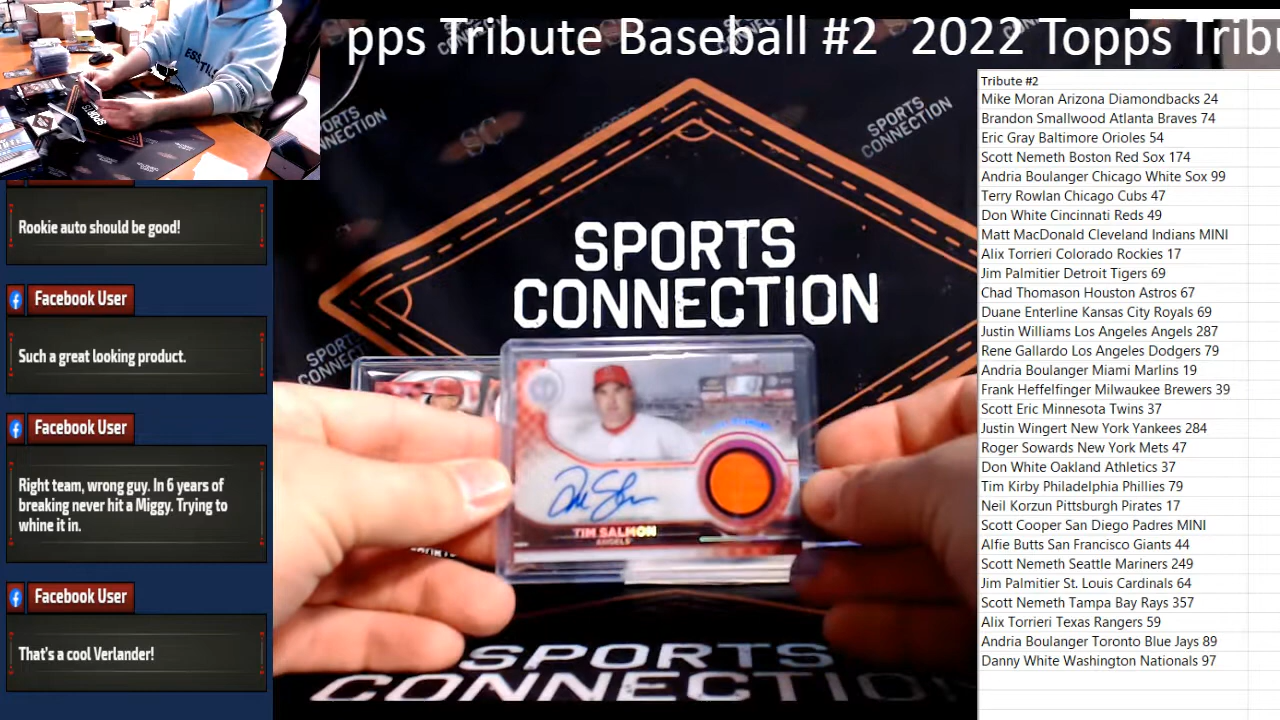 pps Tribute Baseball #2 2022 Topps Tribu
Rookie auto should be good!
Facebook User
Such a great looking product.
Facebook User
Right team, wrong guy. In 6 years of
breaking never hit a Miggy. Trying to
whine it in.
Facebook User
That's a cool Verlander!
SPORTS
CONNECTION
SPORTS
CONNECTION
SPORTS
CONNECTION
SC
TIM SALMON
ANGELS
SPORTS
CONNECTION
Tribute #2
Mike Moran Arizona Diamondbacks 24
Brandon Smallwood Atlanta Braves 74
Eric Gray Baltimore Orioles 54
Scott Nemeth Boston Red Sox 174
Andria Boulanger Chicago White Sox 99
Terry Rowlan Chicago Cubs 47
Don White Cincinnati Reds 49
Matt MacDonald Cleveland Indians MINI
Alix Torrieri Colorado Rockies 17
Jim Palmitier Detroit Tigers 69
Chad Thomason Houston Astros 67
Duane Enterline Kansas City Royals 69
Justin Williams Los Angeles Angels 287
Rene Gallardo Los Angeles Dodgers 79
Andria Boulanger Miami Marlins 19
Frank Heffelfinger Milwaukee Brewers 39
Scott Eric Minnesota Twins 37
Justin Wingert New York Yankees 284
Roger Sowards New York Mets 47
Don White Oakland Athletics 37
Tim Kirby Philadelphia Phillies 79
Neil Korzun Pittsburgh Pirates 17
Scott Cooper San Diego Padres MINI
Alfie Butts San Francisco Giants 44
Scott Nemeth Seattle Mariners 249
Jim Palmitier St. Louis Cardinals 64
Scott Nemeth Tampa Bay Rays 357
Alix Torrieri Texas Rangers 59
Andria Boulanger Toronto Blue Jays 89
Danny White Washington Nationals 97